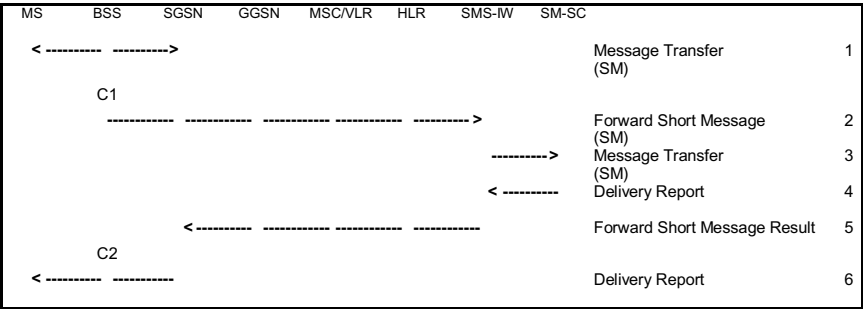 MS BSS SGSN GGSN MSC/VLR HLR SMS-IW SM-SC
< ---------- ----------> Message Transfer 1
(SM)
C1
------------ ------------ ------------ ------------ ---------- > Forward Short Message 2
(SM)
----------> Message Transfer 3
(SM)
< ---------- Delivery Report 4
< ---------- ------------ ------------ ------------ Forward Short Message Result 5
C2
< ---------- ----------- Delivery Report 6